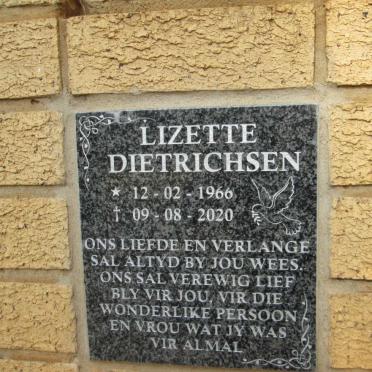 LIZETTE
DIETRICHSEN
★ 12 - 02 - 1966
† 09 - 08 - 2020
ONS LIEFDE EN VERLANGE
SAL ALTYD BY JOU WEES.
ONS SAL VEREWIG LIEF
BLY VIR JOU, VIR DIE
WONDERLIKE PERSOON
EN VROU WAT JY WAS
VIR ALMAL